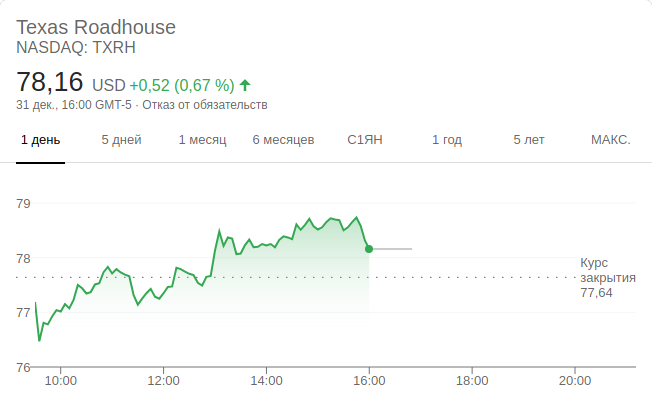 Texas Roadhouse
NASDAQ: TXRH
78,16 USD +0,52 (0,67 %)
31 дек., 16:00 GMT-5 · Отказ от обязательств
1 день 5 дней 1 месяц 6 месяцев С1ЯН 1 год 5 лет МАКС.
79
78
Курс
закрытия
77,64
77
76
10:00 12:00 14:00 16:00 18:00 20:00